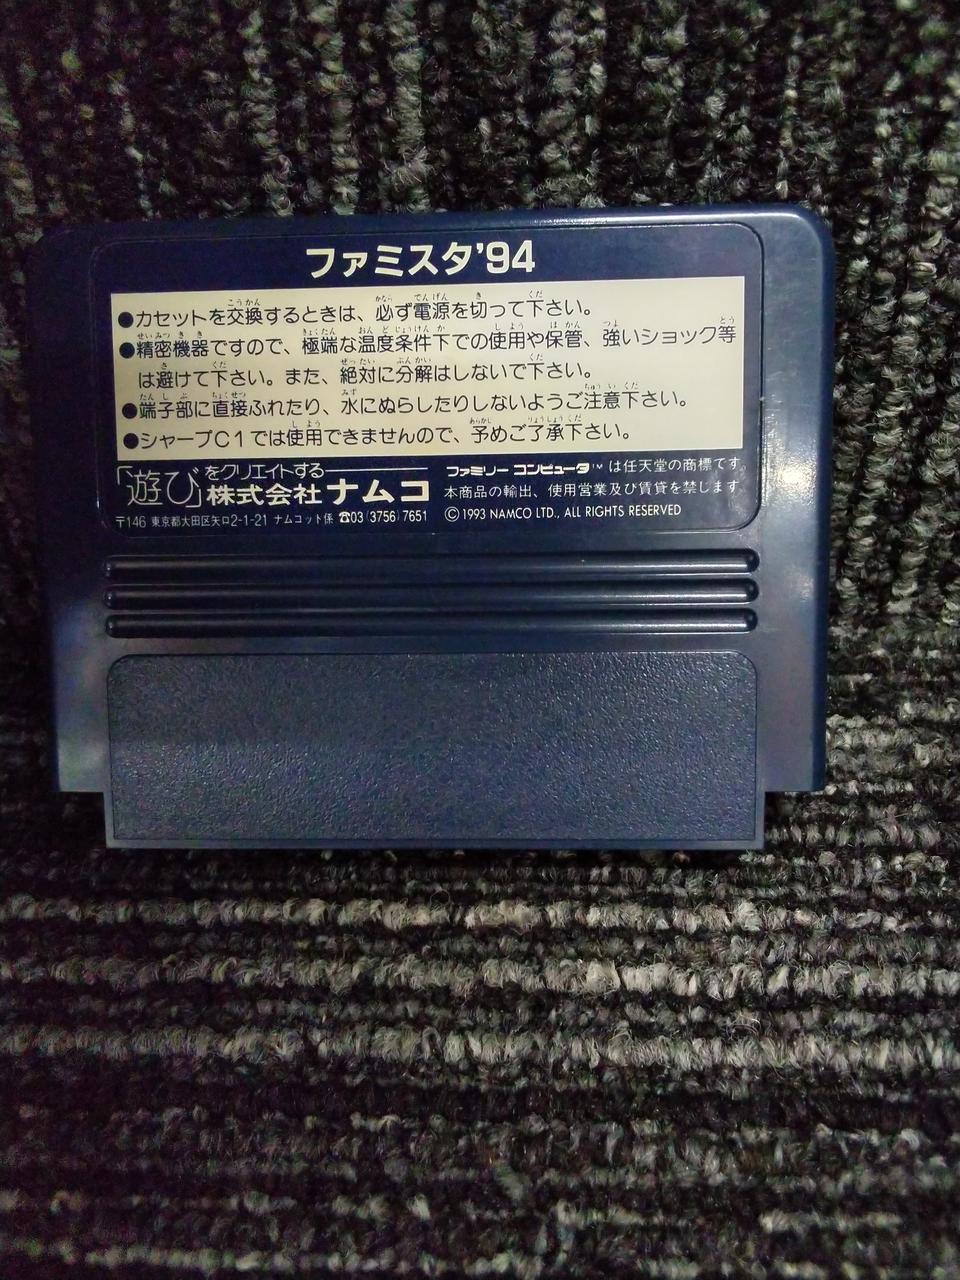 ファミスタ'94
●カセットを交換するときは、必ず電源を切って下さい。
●精密機器ですので、極端な温度条件下での使用や保管、強いショック等
は避けて下さい。また、絶対に分解はしないで下さい。
●端子部に直接ふれたり、水にぬらしたりしないようご注意下さい。
●シャープC1では使用できませんので、予めご了承下さい。
「遊び」をクリエイトする
株式会社ナムコ
〒146 東京都大田区矢口2-1-21 ナムコット係 ☎03(3756)7651
ファミリーコンピュータ™は任天堂の商標です。
本商品の輸出、使用営業及び賃貸を禁じます。
©1993 NAMCO LTD., ALL RIGHTS RESERVED